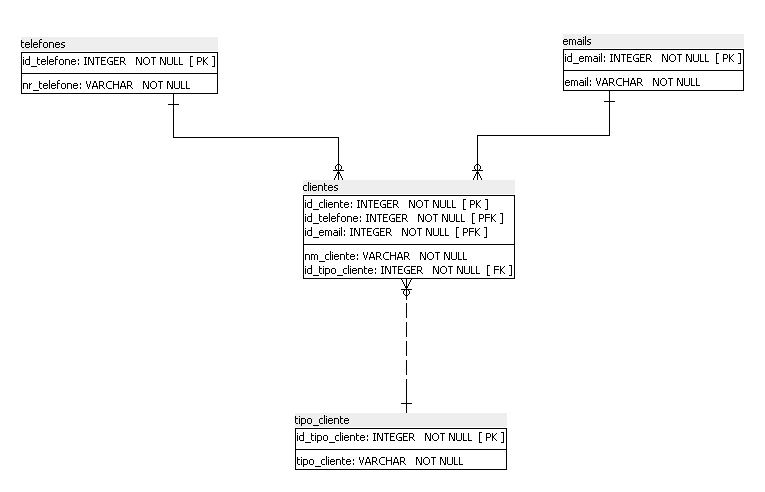 telefones
id_telefone: INTEGER NOT NULL [ PK ]
nr_telefone: VARCHAR NOT NULL
emails
id_email: INTEGER NOT NULL [ PK ]
email: VARCHAR NOT NULL
clientes
id_cliente: INTEGER NOT NULL [ PK ]
id_telefone: INTEGER NOT NULL [ PFK ]
id_email: INTEGER NOT NULL [ PFK ]
nm_cliente: VARCHAR NOT NULL
id_tipo_cliente: INTEGER NOT NULL [ FK ]
tipo_cliente
id_tipo_cliente: INTEGER NOT NULL [ PK ]
tipo_cliente: VARCHAR NOT NULL